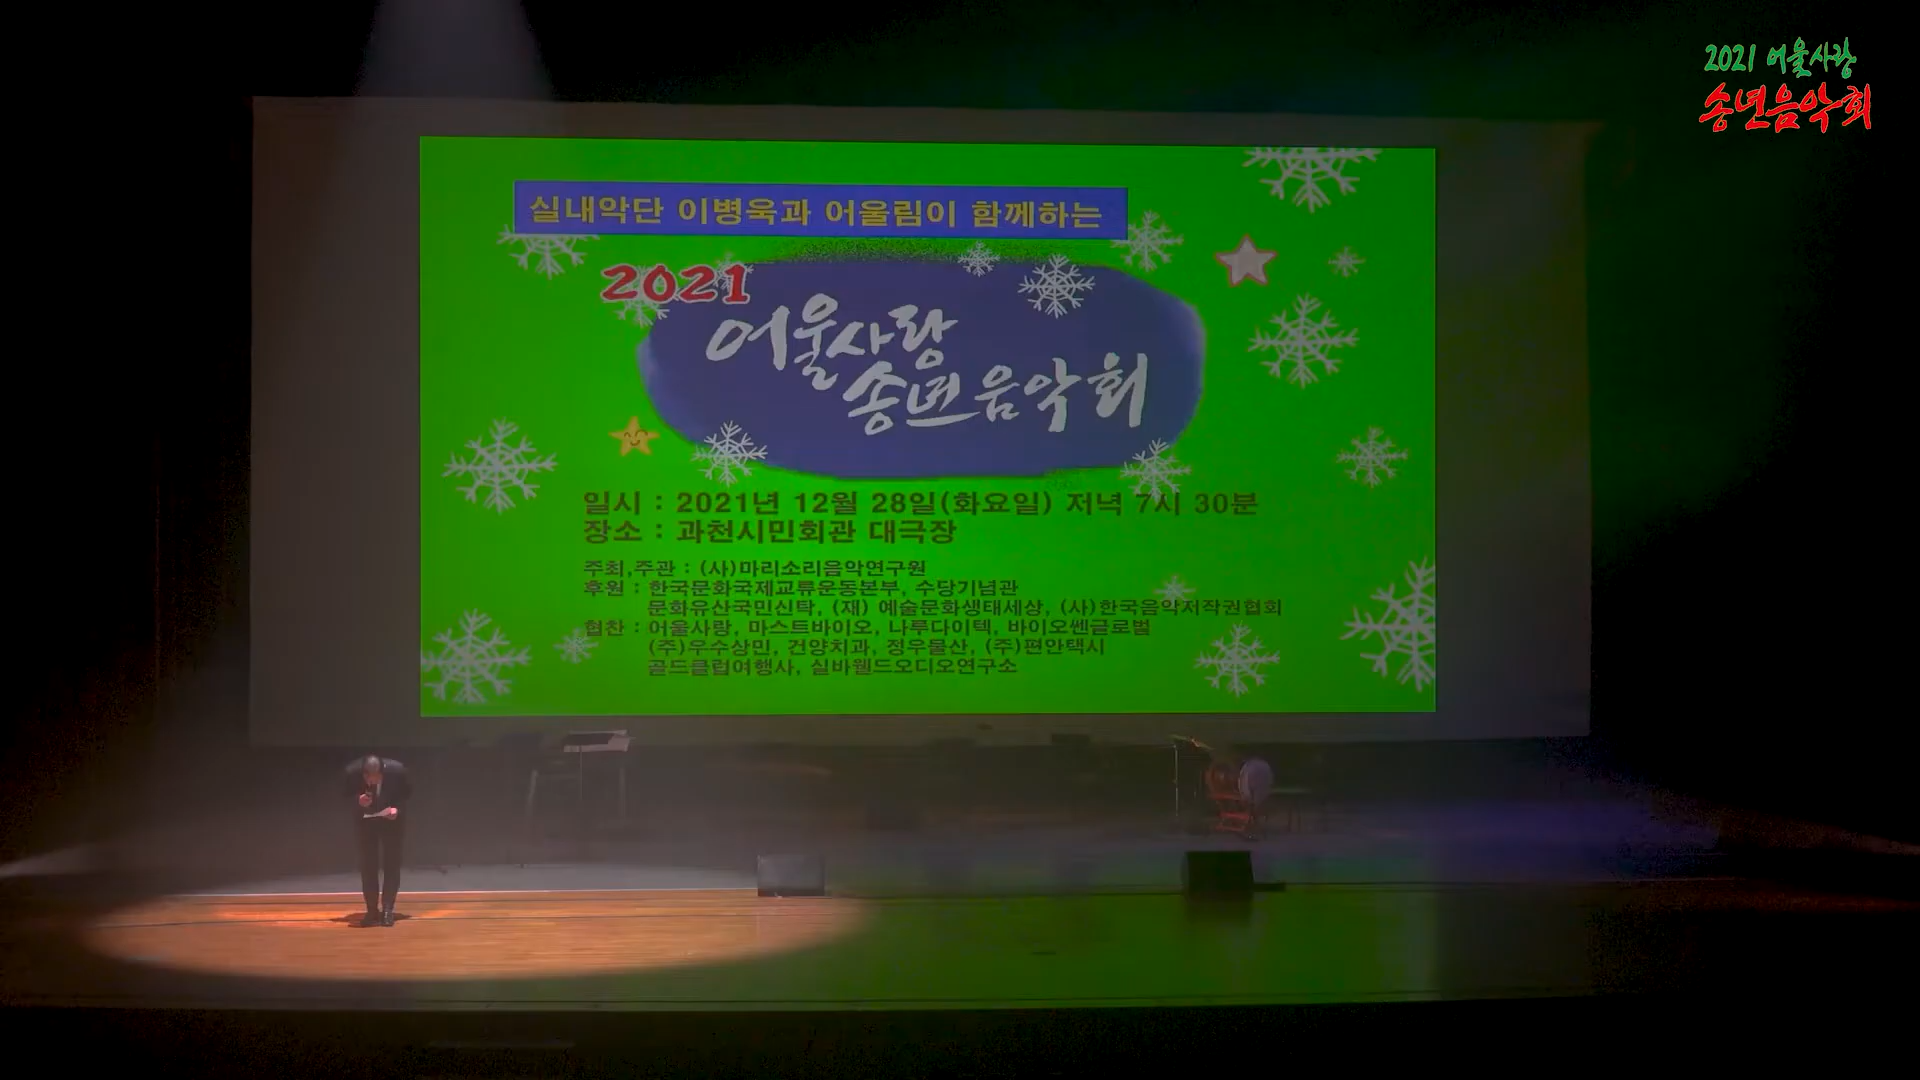 2021 어울사랑
송년음악회
실내악단 이병욱과 어울림이 함께하는
2021
어울사랑
송년음악회
일시 : 2021년 12월 28일(화요일) 저녁 7시 30분
장소 : 과천시민회관 대극장
주최,주관 : (사)마리소리음악연구원
후원 : 한국문화국제교류운동본부, 수당기념관
문화유산국민신탁, (재) 예술문화생태세상, (사)한국음악저작권협회
협찬 : 어울사랑, 마스트바이오, 나루다이텍, 바이오쎈글로벌
(주)우수상민, 건양치과, 정우물산, (주)편안택시
골드클럽여행사, 실바웰드오디오연구소